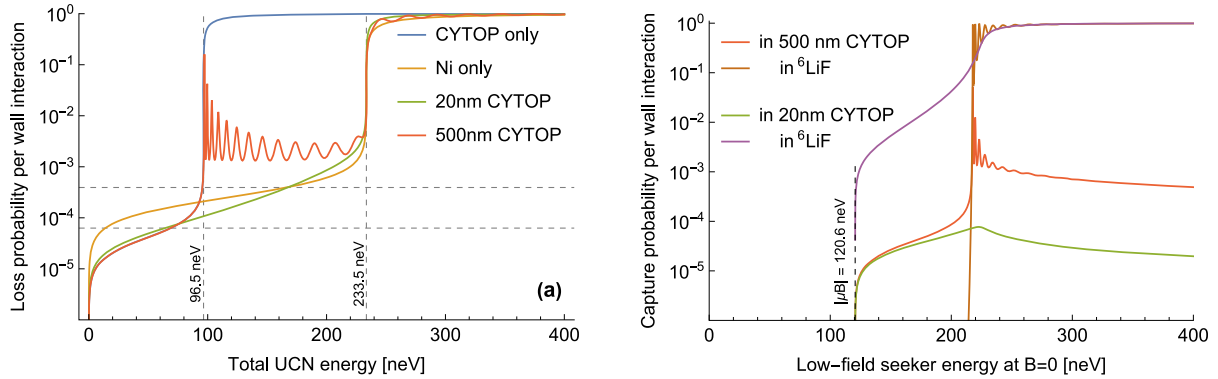 Loss probability per wall interaction
10⁰
10⁻¹
10⁻²
10⁻³
10⁻⁴
10⁻⁵
CYTOP only
Ni only
20nm CYTOP
500nm CYTOP
96.5 neV
233.5 neV
(a)
0
100
200
300
400
Total UCN energy [neV]
Capture probability per wall interaction
10⁰
10⁻¹
10⁻²
10⁻³
10⁻⁴
10⁻⁵
in 500 nm CYTOP
in ⁶LiF
in 20nm CYTOP
in ⁶LiF
|μB| = 120.6 neV
0
100
200
300
400
Low-field seeker energy at B=0 [neV]